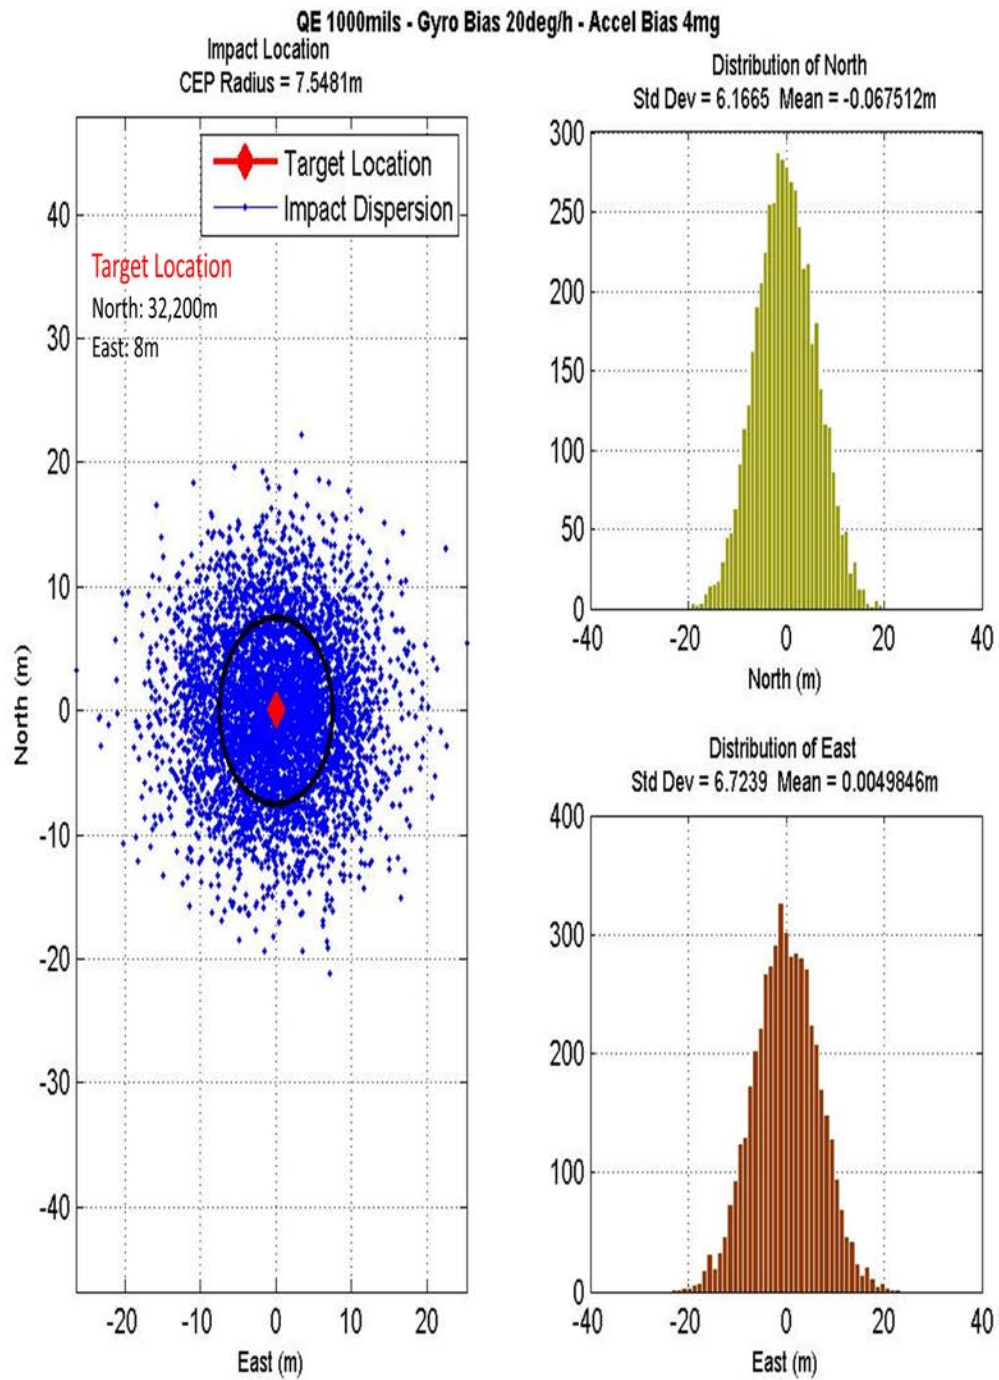 QE 1000mils - Gyro Bias 20deg/h - Accel Bias 4mg
Impact Location
CEP Radius = 7.5481m
Target Location
Impact Dispersion
Target Location
North: 32,200m
East: 8m
40
30
20
10
0
-10
-20
-30
-40
North (m)
-20
-10
0
10
20
East (m)
Distribution of North
Std Dev = 6.1665 Mean = -0.067512m
300
250
200
150
100
50
0
-40
-20
0
20
40
North (m)
Distribution of East
Std Dev = 6.7239 Mean = 0.0049846m
400
300
200
100
0
-40
-20
0
20
40
East (m)